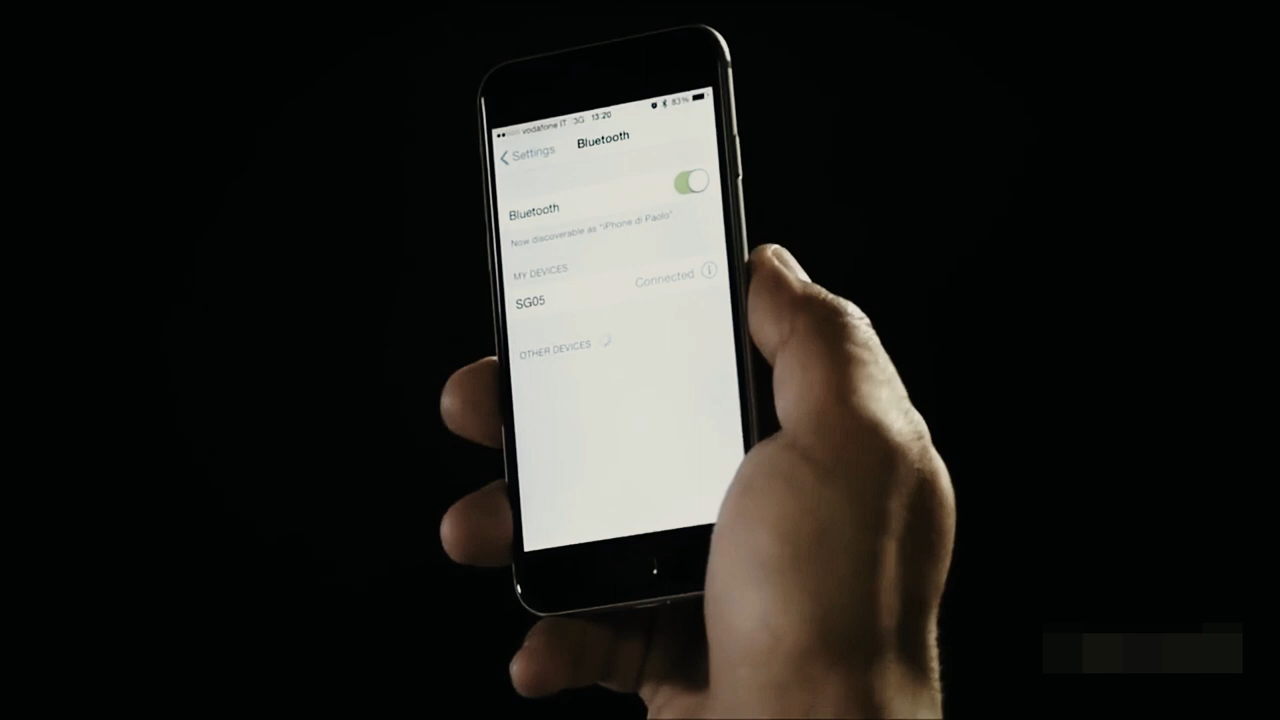 vodafone IT 3G 13:20 83%
Settings Bluetooth
Bluetooth
Now discoverable as "iPhone di Paolo"
MY DEVICES
SG05 Connected
OTHER DEVICES